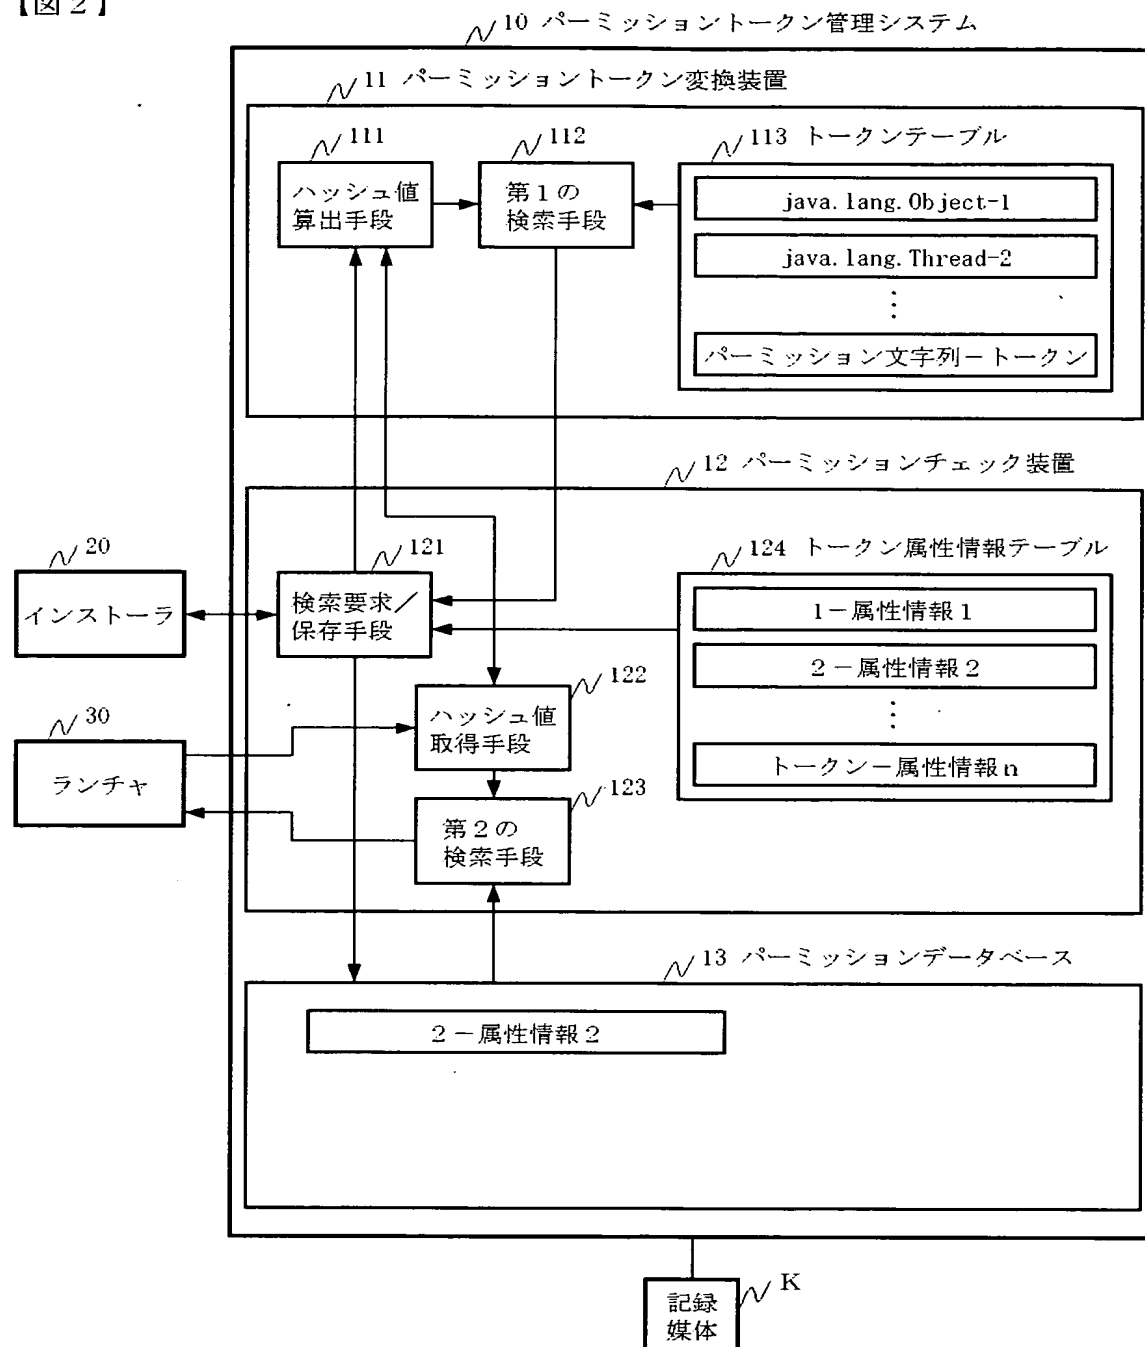 【図２】
10 パーミッショントークン管理システム
11 パーミッショントークン変換装置
111
112
113 トークンテーブル
ハッシュ値
算出手段
第１の
検索手段
java.lang.Object-1
java.lang.Thread-2
⋮
パーミッション文字列－トークン
12 パーミッションチェック装置
20
インストーラ
121
検索要求／
保存手段
124 トークン属性情報テーブル
1－属性情報１
２－属性情報２
⋮
トークン－属性情報ｎ
122
ハッシュ値
取得手段
30
ランチャ
123
第２の
検索手段
13 パーミッションデータベース
２－属性情報２
記録
媒体
K